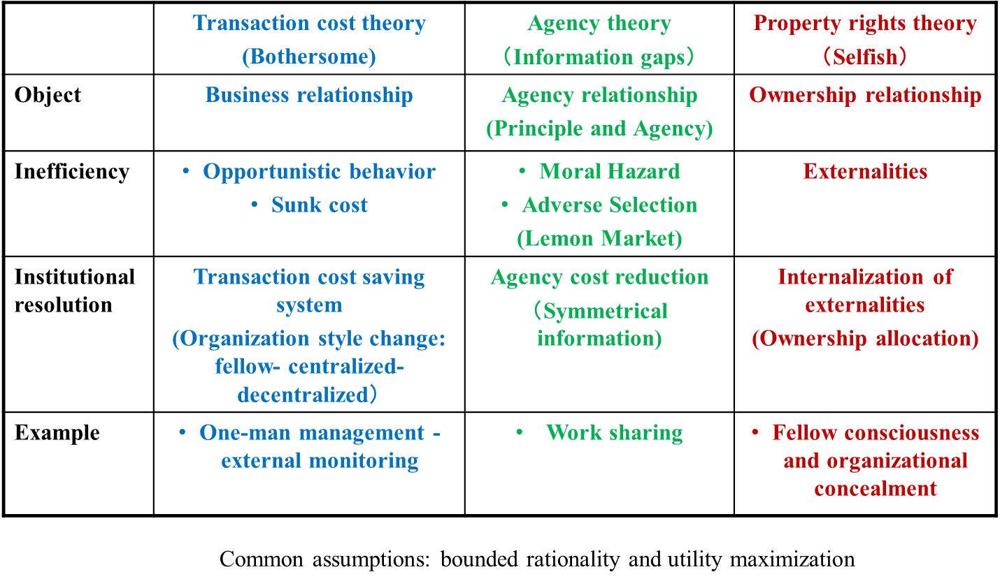 Transaction cost theory
(Bothersome)
Agency theory
（Information gaps）
Property rights theory
（Selfish）
Object
Business relationship
Agency relationship
(Principle and Agency)
Ownership relationship
Inefficiency
• Opportunistic behavior
• Sunk cost
• Moral Hazard
• Adverse Selection
(Lemon Market)
Externalities
Institutional
resolution
Transaction cost saving
system
(Organization style change:
fellow- centralized-
decentralized）
Agency cost reduction
（Symmetrical
information)
Internalization of
externalities
(Ownership allocation)
Example
• One-man management -
external monitoring
• Work sharing
• Fellow consciousness
and organizational
concealment
Common assumptions: bounded rationality and utility maximization